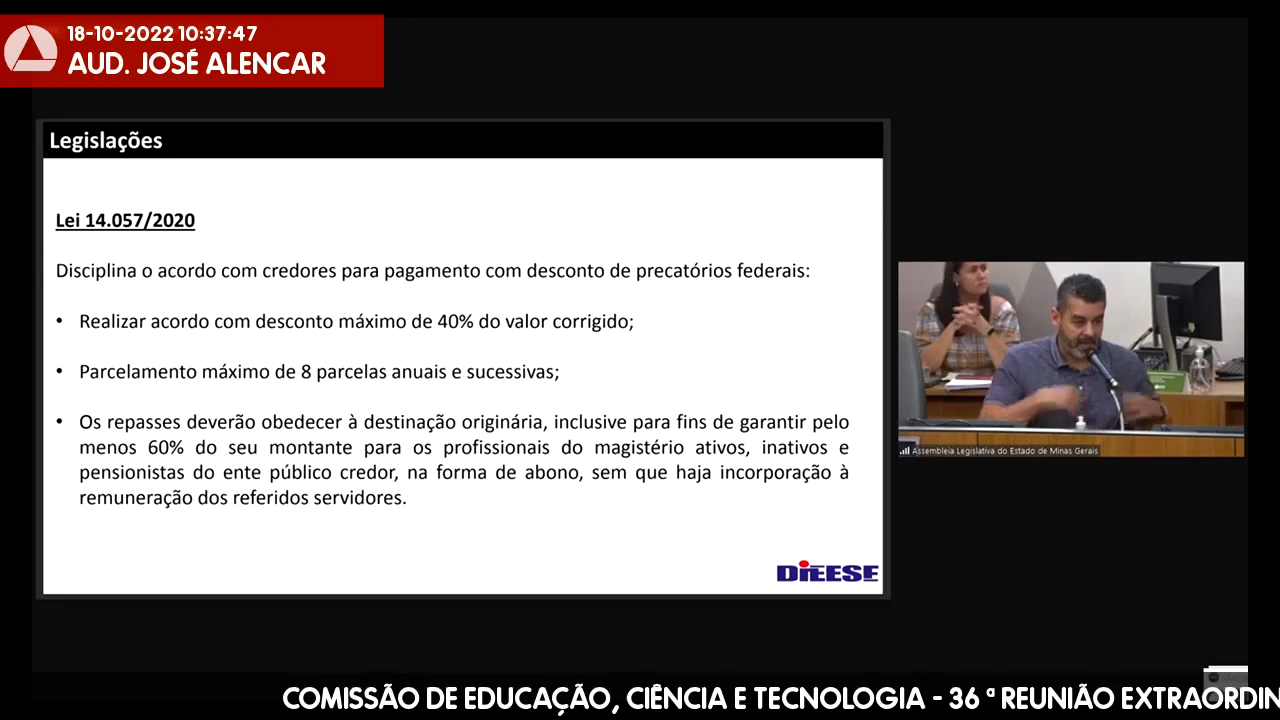 18-10-2022 10:37:47
AUD. JOSÉ ALENCAR
Legislações
Lei 14.057/2020
Disciplina o acordo com credores para pagamento com desconto de precatórios federais:
• Realizar acordo com desconto máximo de 40% do valor corrigido;
• Parcelamento máximo de 8 parcelas anuais e sucessivas;
• Os repasses deverão obedecer à destinação originária, inclusive para fins de garantir pelo
menos 60% do seu montante para os profissionais do magistério ativos, inativos e
pensionistas do ente público credor, na forma de abono, sem que haja incorporação à
remuneração dos referidos servidores.
DIEESE
Assembleia Legislativa do Estado de Minas Gerais
COMISSÃO DE EDUCAÇÃO, CIÊNCIA E TECNOLOGIA - 36 ª REUNIÃO EXTRAORDIN